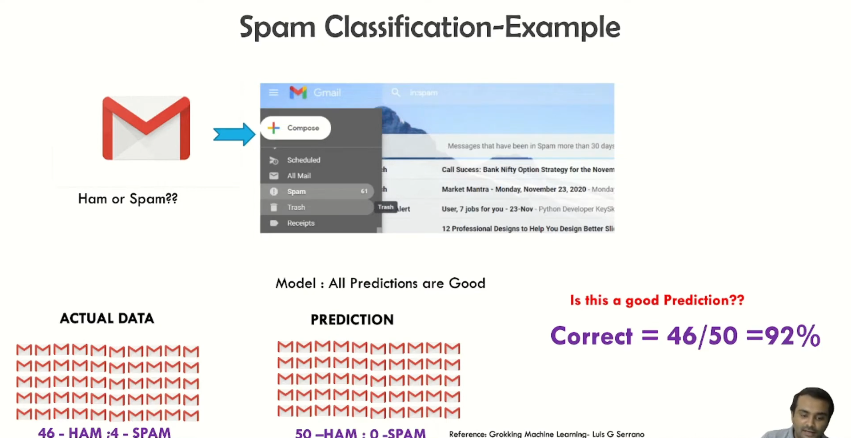 Spam Classification-Example
Gmail
in:spam
Compose
Messages that have been in Spam more than 30 days
Scheduled
All Mail
Call Sucess: Bank Nifty Option Strategy for the Novem
Spam 61
Market Mantra - Monday, November 23, 2020 - Monda
Trash
Trash
User, 7 jobs for you - 23-Nov - Python Developer KeySk
Receipts
12 Professional Designs to Help You Design Better Sli
Ham or Spam??
Model : All Predictions are Good
Is this a good Prediction??
ACTUAL DATA
PREDICTION
Correct = 46/50 =92%
46 - HAM ;4 - SPAM
50 –HAM ; 0 -SPAM
Reference: Grokking Machine Learning- Luis G Serrano